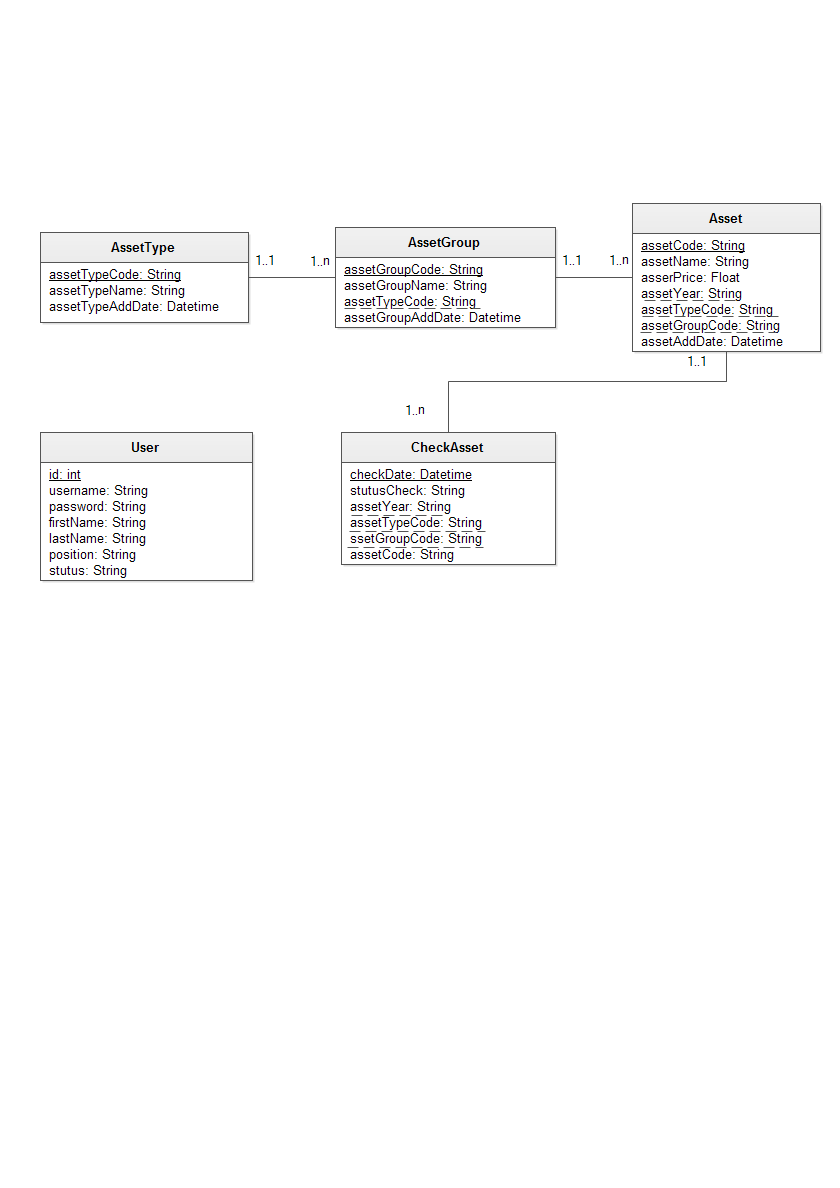 AssetType
assetTypeCode: String
assetTypeName: String
assetTypeAddDate: Datetime
1..1
1..n
AssetGroup
assetGroupCode: String
assetGroupName: String
assetTypeCode: String
assetGroupAddDate: Datetime
1..1
1..n
Asset
assetCode: String
assetName: String
asserPrice: Float
assetYear: String
assetTypeCode: String
assetGroupCode: String
assetAddDate: Datetime
1..1
1..n
User
id: int
username: String
password: String
firstName: String
lastName: String
position: String
stutus: String
CheckAsset
checkDate: Datetime
stutusCheck: String
assetYear: String
assetTypeCode: String
ssetGroupCode: String
assetCode: String